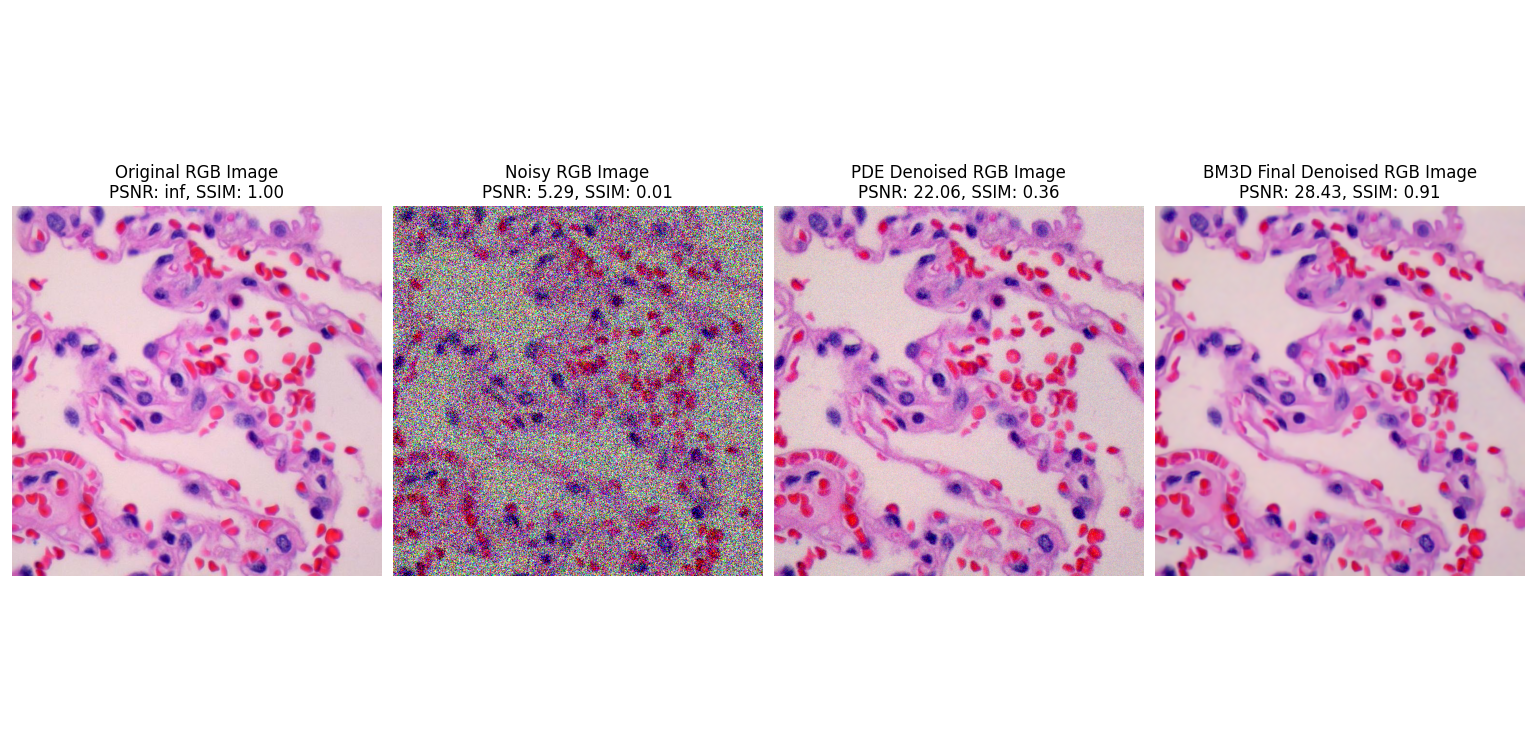 Original RGB Image
PSNR: inf, SSIM: 1.00
Noisy RGB Image
PSNR: 5.29, SSIM: 0.01
PDE Denoised RGB Image
PSNR: 22.06, SSIM: 0.36
BM3D Final Denoised RGB Image
PSNR: 28.43, SSIM: 0.91